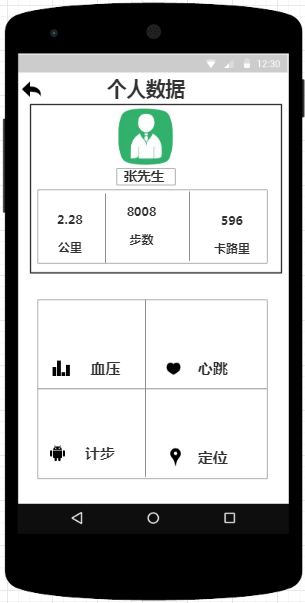 12:30
个人数据
张先生
2.28 8008 596
公里 步数 卡路里
血压 心跳
计步 定位